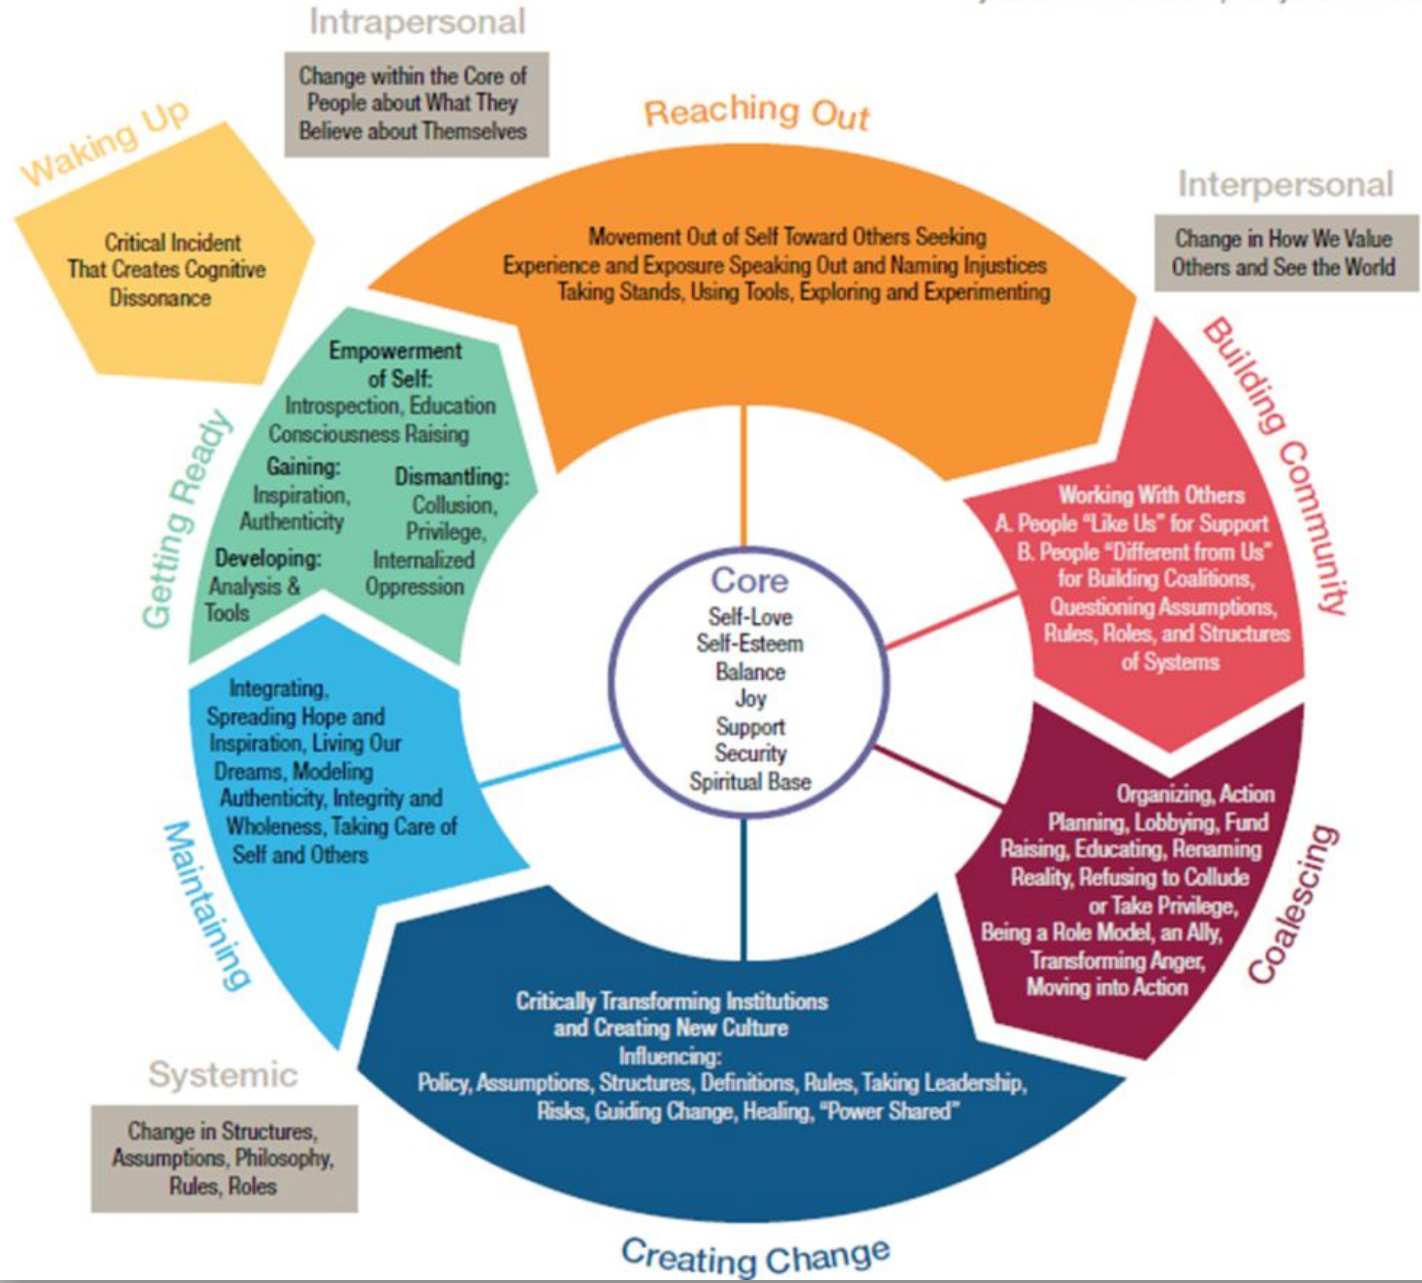 Intrapersonal
Change within the Core of
People about What They
Believe about Themselves
Waking Up
Critical Incident
That Creates Cognitive
Dissonance
Reaching Out
Movement Out of Self Toward Others Seeking
Experience and Exposure Speaking Out and Naming Injustices
Taking Stands, Using Tools, Exploring and Experimenting
Interpersonal
Change in How We Value
Others and See the World
Getting Ready
Empowerment
of Self:
Introspection, Education
Consciousness Raising
Gaining:
Inspiration,
Authenticity
Dismantling:
Collusion,
Privilege,
Internalized
Oppression
Developing:
Analysis &
Tools
Building Community
Working With Others
A. People “Like Us” for Support
B. People “Different from Us”
for Building Coalitions,
Questioning Assumptions,
Rules, Roles, and Structures
of Systems
Core
Self-Love
Self-Esteem
Balance
Joy
Support
Security
Spiritual Base
Maintaining
Integrating,
Spreading Hope and
Inspiration, Living Our
Dreams, Modeling
Authenticity, Integrity and
Wholeness, Taking Care of
Self and Others
Coalescing
Organizing, Action
Planning, Lobbying, Fund
Raising, Educating, Renaming
Reality, Refusing to Collude
or Take Privilege,
Being a Role Model, an Ally,
Transforming Anger,
Moving into Action
Critically Transforming Institutions
and Creating New Culture
Influencing:
Policy, Assumptions, Structures, Definitions, Rules, Taking Leadership,
Risks, Guiding Change, Healing, “Power Shared”
Creating Change
Systemic
Change in Structures,
Assumptions, Philosophy,
Rules, Roles